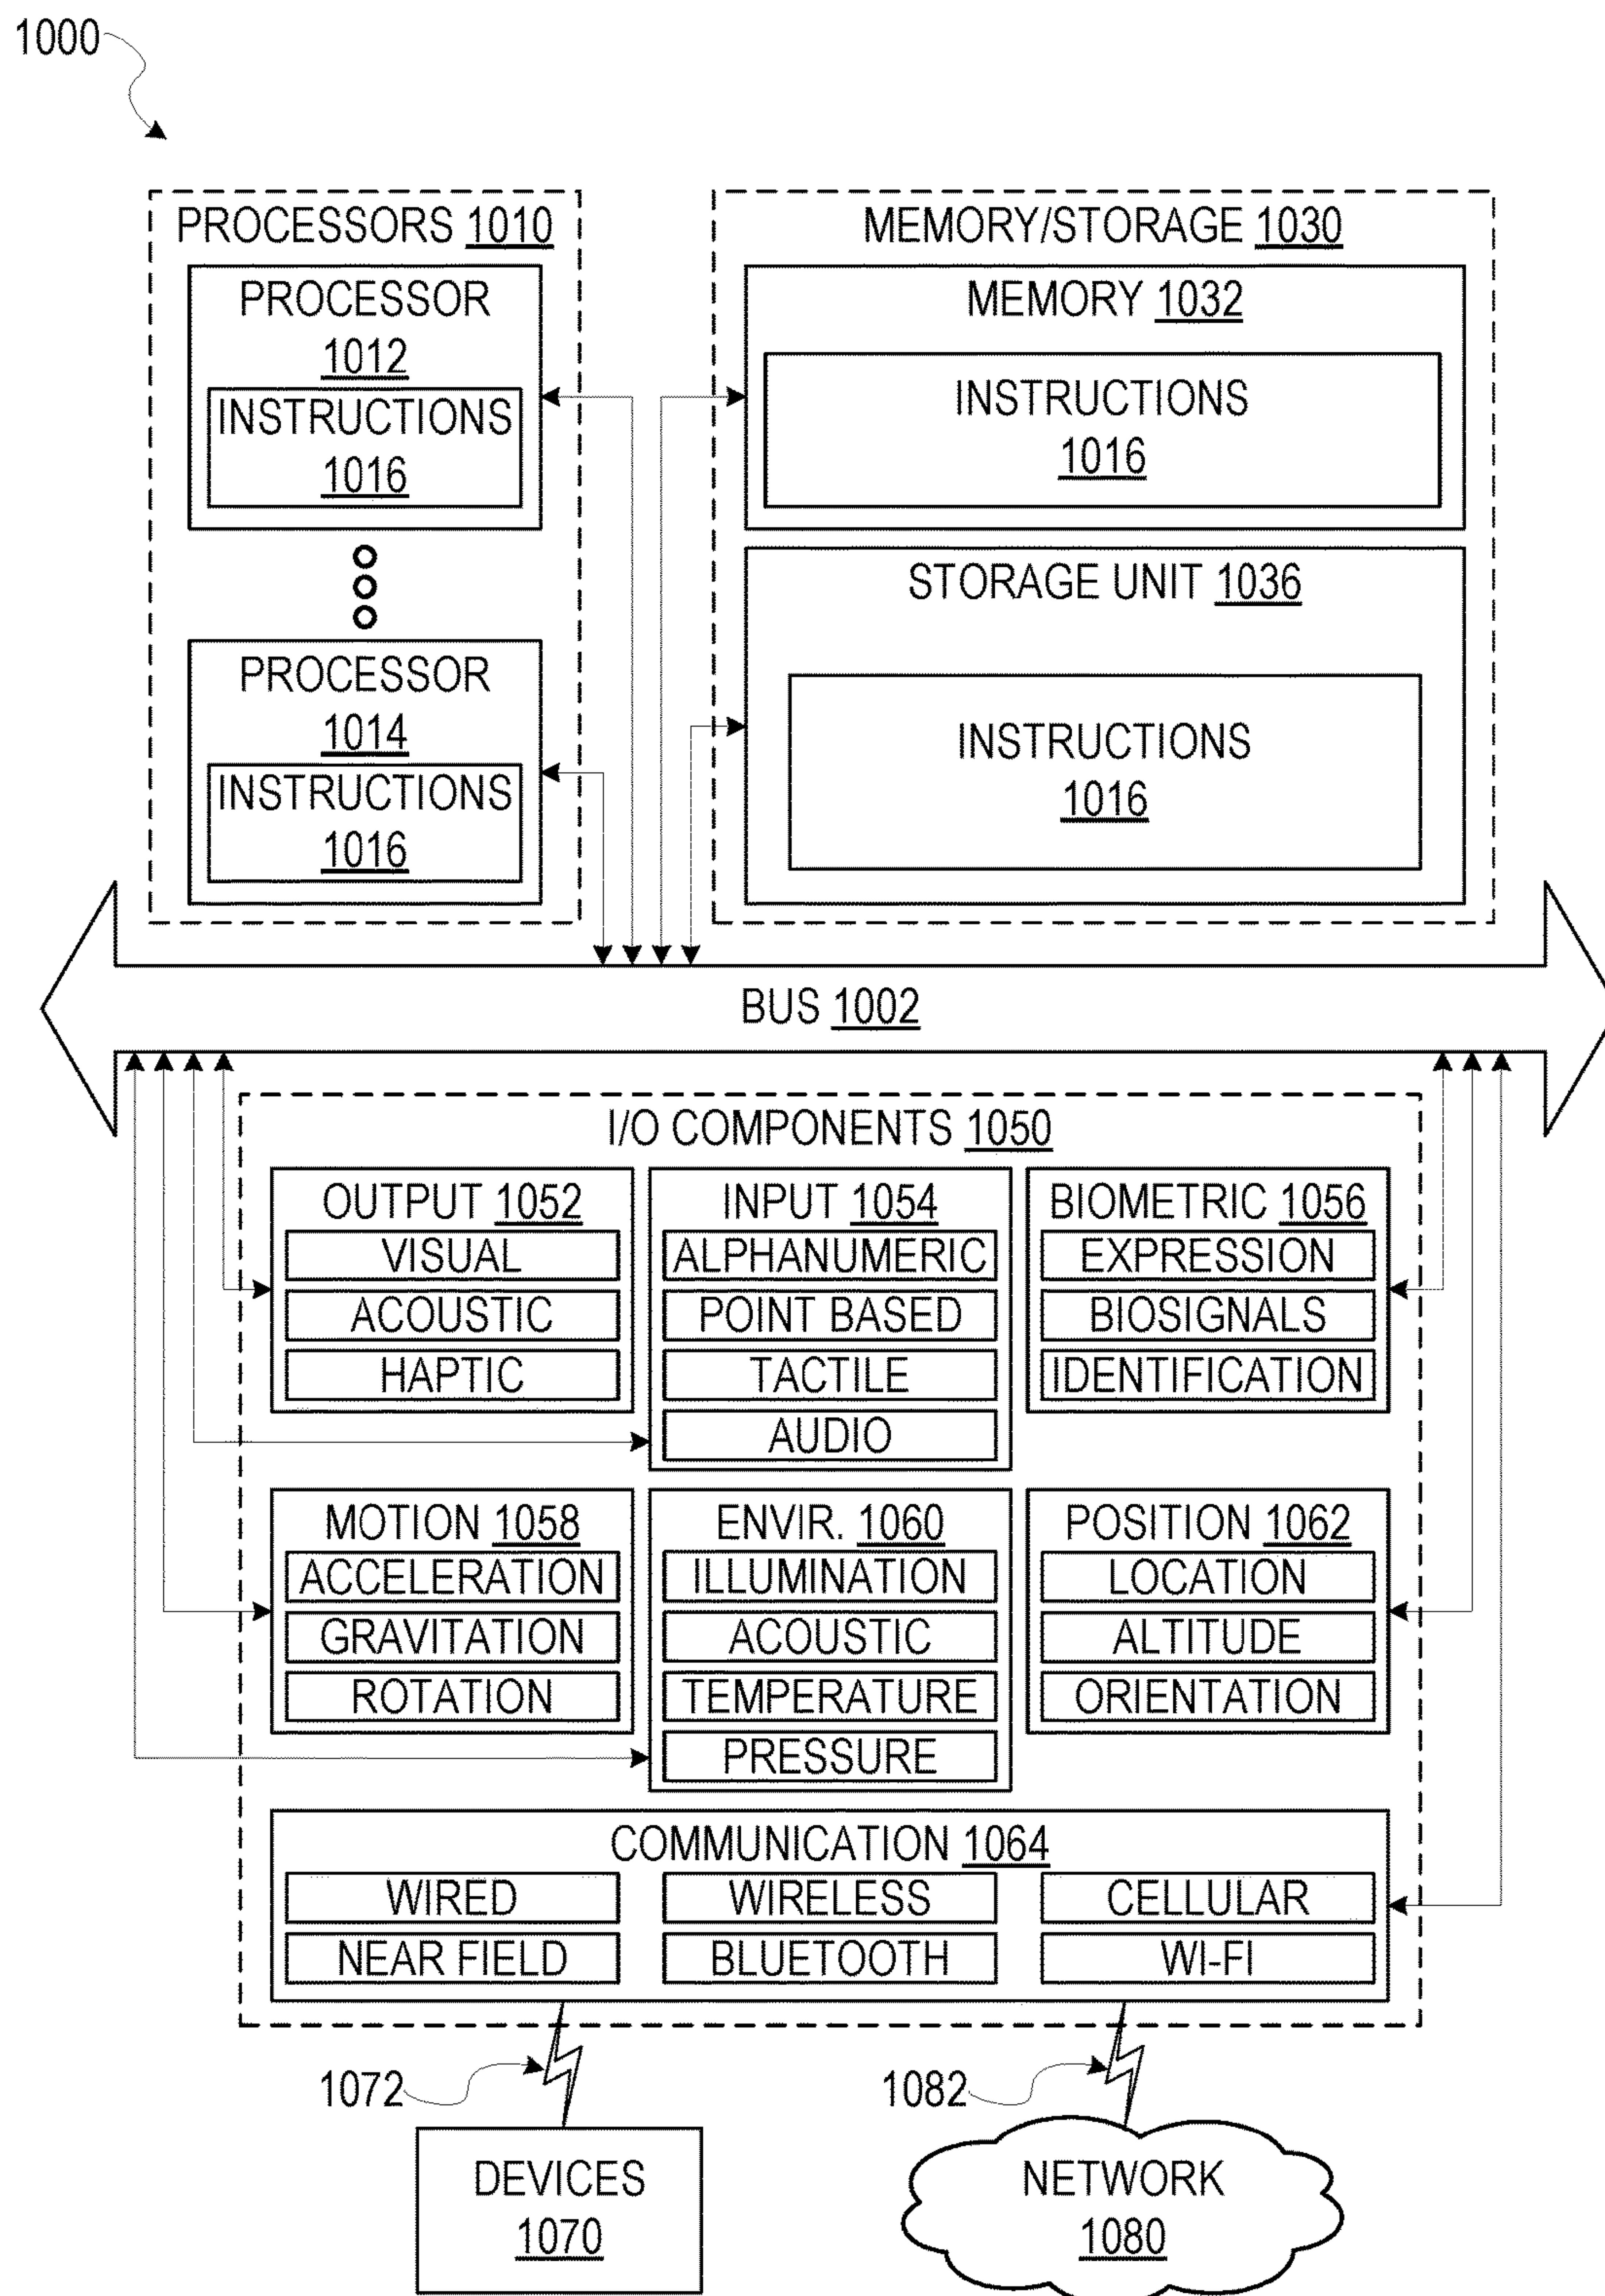 1000
PROCESSORS 1010
PROCESSOR
1012
INSTRUCTIONS
1016
PROCESSOR
1014
INSTRUCTIONS
1016
MEMORY/STORAGE 1030
MEMORY 1032
INSTRUCTIONS
1016
STORAGE UNIT 1036
INSTRUCTIONS
1016
BUS 1002
I/O COMPONENTS 1050
OUTPUT 1052
VISUAL
ACOUSTIC
HAPTIC
INPUT 1054
ALPHANUMERIC
POINT BASED
TACTILE
AUDIO
BIOMETRIC 1056
EXPRESSION
BIOSIGNALS
IDENTIFICATION
MOTION 1058
ACCELERATION
GRAVITATION
ROTATION
ENVIR. 1060
ILLUMINATION
ACOUSTIC
TEMPERATURE
PRESSURE
POSITION 1062
LOCATION
ALTITUDE
ORIENTATION
COMMUNICATION 1064
WIRED
WIRELESS
CELLULAR
NEAR FIELD
BLUETOOTH
WI-FI
1072
1082
DEVICES
1070
NETWORK
1080